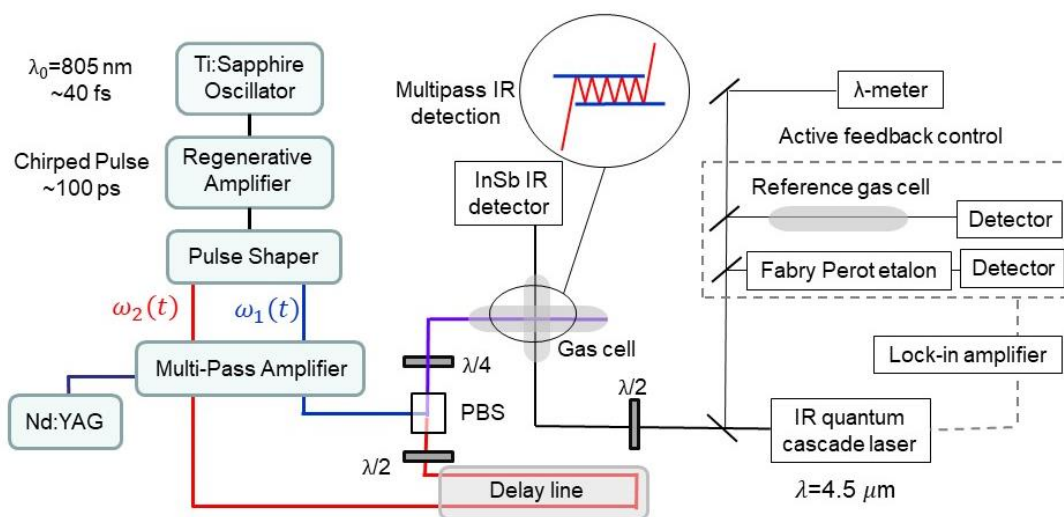 λ₀=805 nm
~40 fs
Ti:Sapphire
Oscillator
Chirped Pulse
~100 ps
Regenerative
Amplifier
Pulse Shaper
ω₂(t)
ω₁(t)
Multi-Pass Amplifier
Nd:YAG
Multipass IR
detection
InSb IR
detector
Gas cell
λ/4
PBS
λ/2
Delay line
λ/2
λ-meter
Active feedback control
Reference gas cell
Detector
Fabry Perot etalon
Detector
Lock-in amplifier
IR quantum
cascade laser
λ=4.5 μm